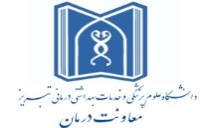 دانشگاه علوم پزشکی و خدمات بهداشتی درمانی تبریز
معاونت درمان